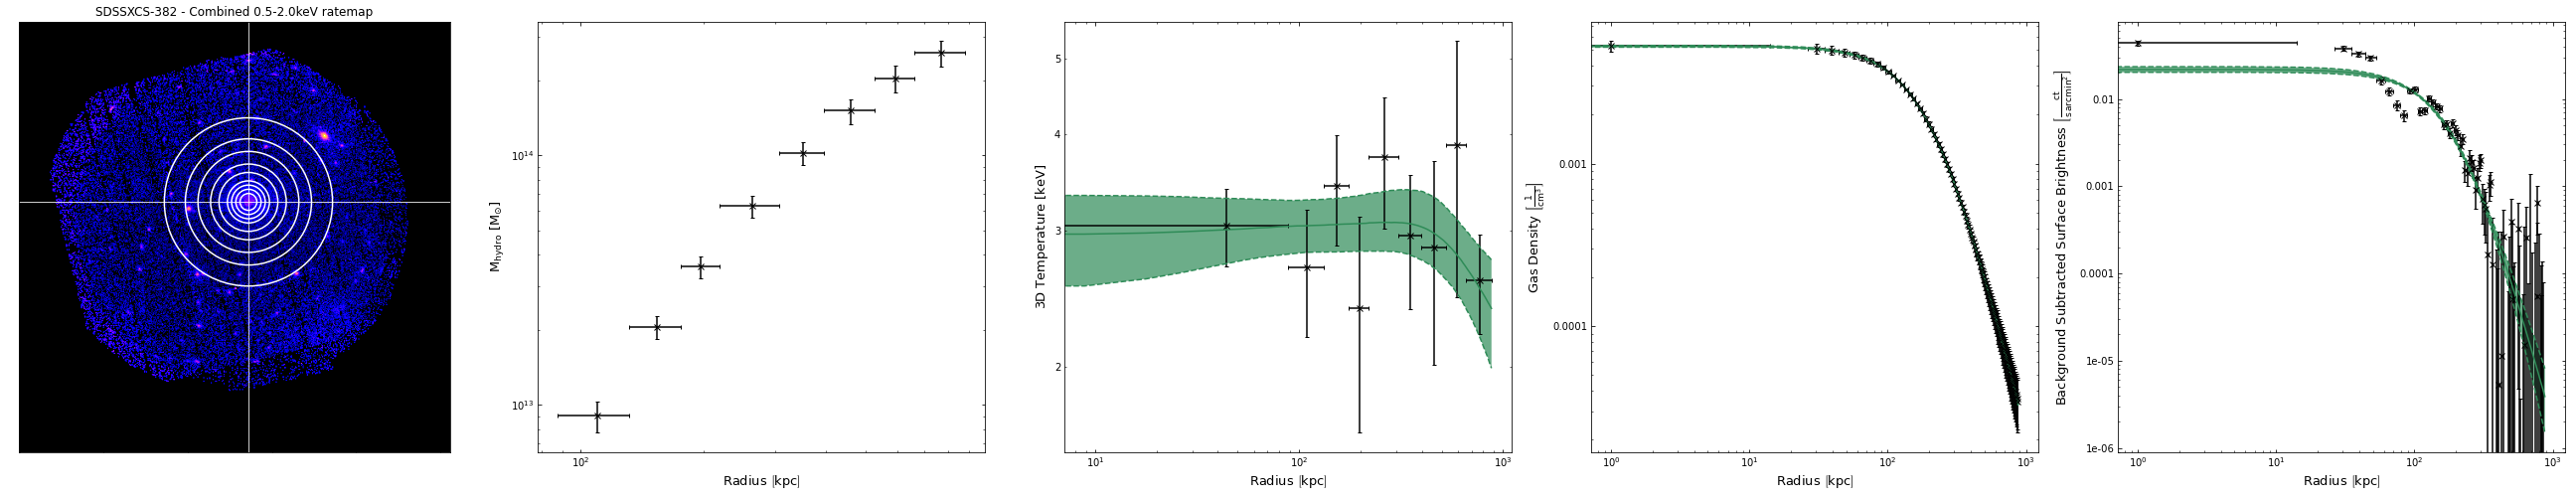 SDSSXCS-382 - Combined 0.5-2.0keV ratemap
M_hydro [M_⊙]
10^14
10^13
10^2
Radius [kpc]
3D Temperature [keV]
5
4
3
2
10^1
10^2
10^3
Radius [kpc]
Gas Density [1/cm^3]
0.001
0.0001
10^0
10^1
10^2
10^3
Radius [kpc]
Background Subtracted Surface Brightness [ct/s arcmin^2]
0.01
0.001
0.0001
1e-05
1e-06
10^0
10^1
10^2
10^3
Radius [kpc]